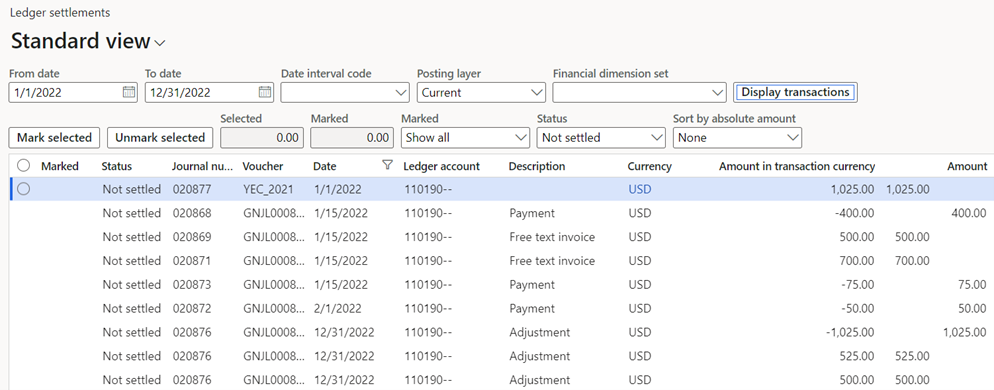 Ledger settlements
Standard view
From date To date Date interval code Posting layer Financial dimension set
1/1/2022 12/31/2022 Current Display transactions
Selected Marked Marked Status Sort by absolute amount
Mark selected Unmark selected 0.00 0.00 Show all Not settled None
Marked Status Journal nu... Voucher Date Ledger account Description Currency Amount in transaction currency Amount
Not settled 020877 YEC_2021 1/1/2022 110190-- USD 1,025.00 1,025.00
Not settled 020868 GNJL0008... 1/15/2022 110190-- Payment USD -400.00 400.00
Not settled 020869 GNJL0008... 1/15/2022 110190-- Free text invoice USD 500.00 500.00
Not settled 020871 GNJL0008... 1/15/2022 110190-- Free text invoice USD 700.00 700.00
Not settled 020873 GNJL0008... 1/15/2022 110190-- Payment USD -75.00 75.00
Not settled 020872 GNJL0008... 2/1/2022 110190-- Payment USD -50.00 50.00
Not settled 020876 GNJL0008... 12/31/2022 110190-- Adjustment USD -1,025.00 1,025.00
Not settled 020876 GNJL0008... 12/31/2022 110190-- Adjustment USD 525.00 525.00
Not settled 020876 GNJL0008... 12/31/2022 110190-- Adjustment USD 500.00 500.00